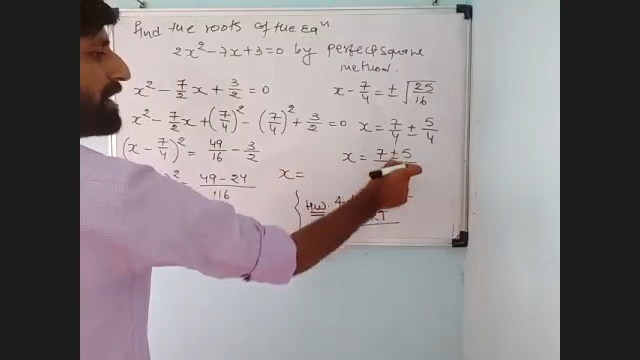 Find the roots of the Eqⁿ
2x² - 7x + 3 = 0 by perfect square
method.
x² - 7/2 x + 3/2 = 0
x² - 7/2 x + (7/4)² - (7/4)² + 3/2 = 0
(x - 7/4)² = 49/16 - 3/2
² = 49 - 24 / 16
x - 7/4 = ± √25/16
x = 7/4 ± 5/4
x = 7 ± 5
x =
H.W. 4